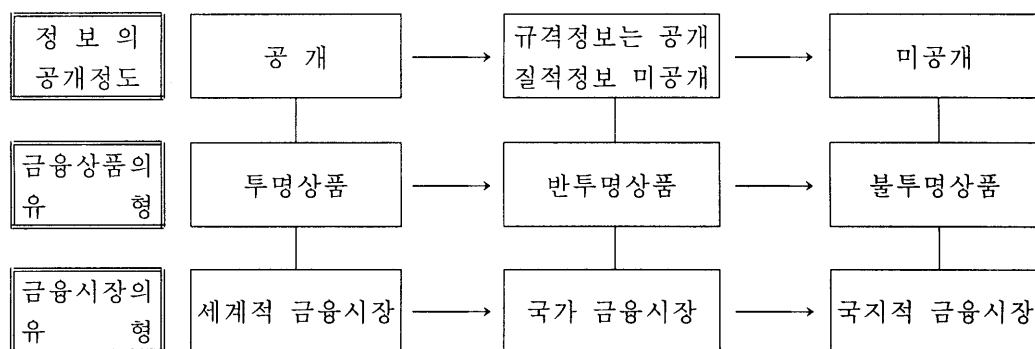 정 보 의
공개정도
공 개
규격정보는 공개
질적정보 미공개
미공개
금융상품의
유 형
투명상품
반투명상품
불투명상품
금융시장의
유 형
세계적 금융시장
국가 금융시장
국지적 금융시장